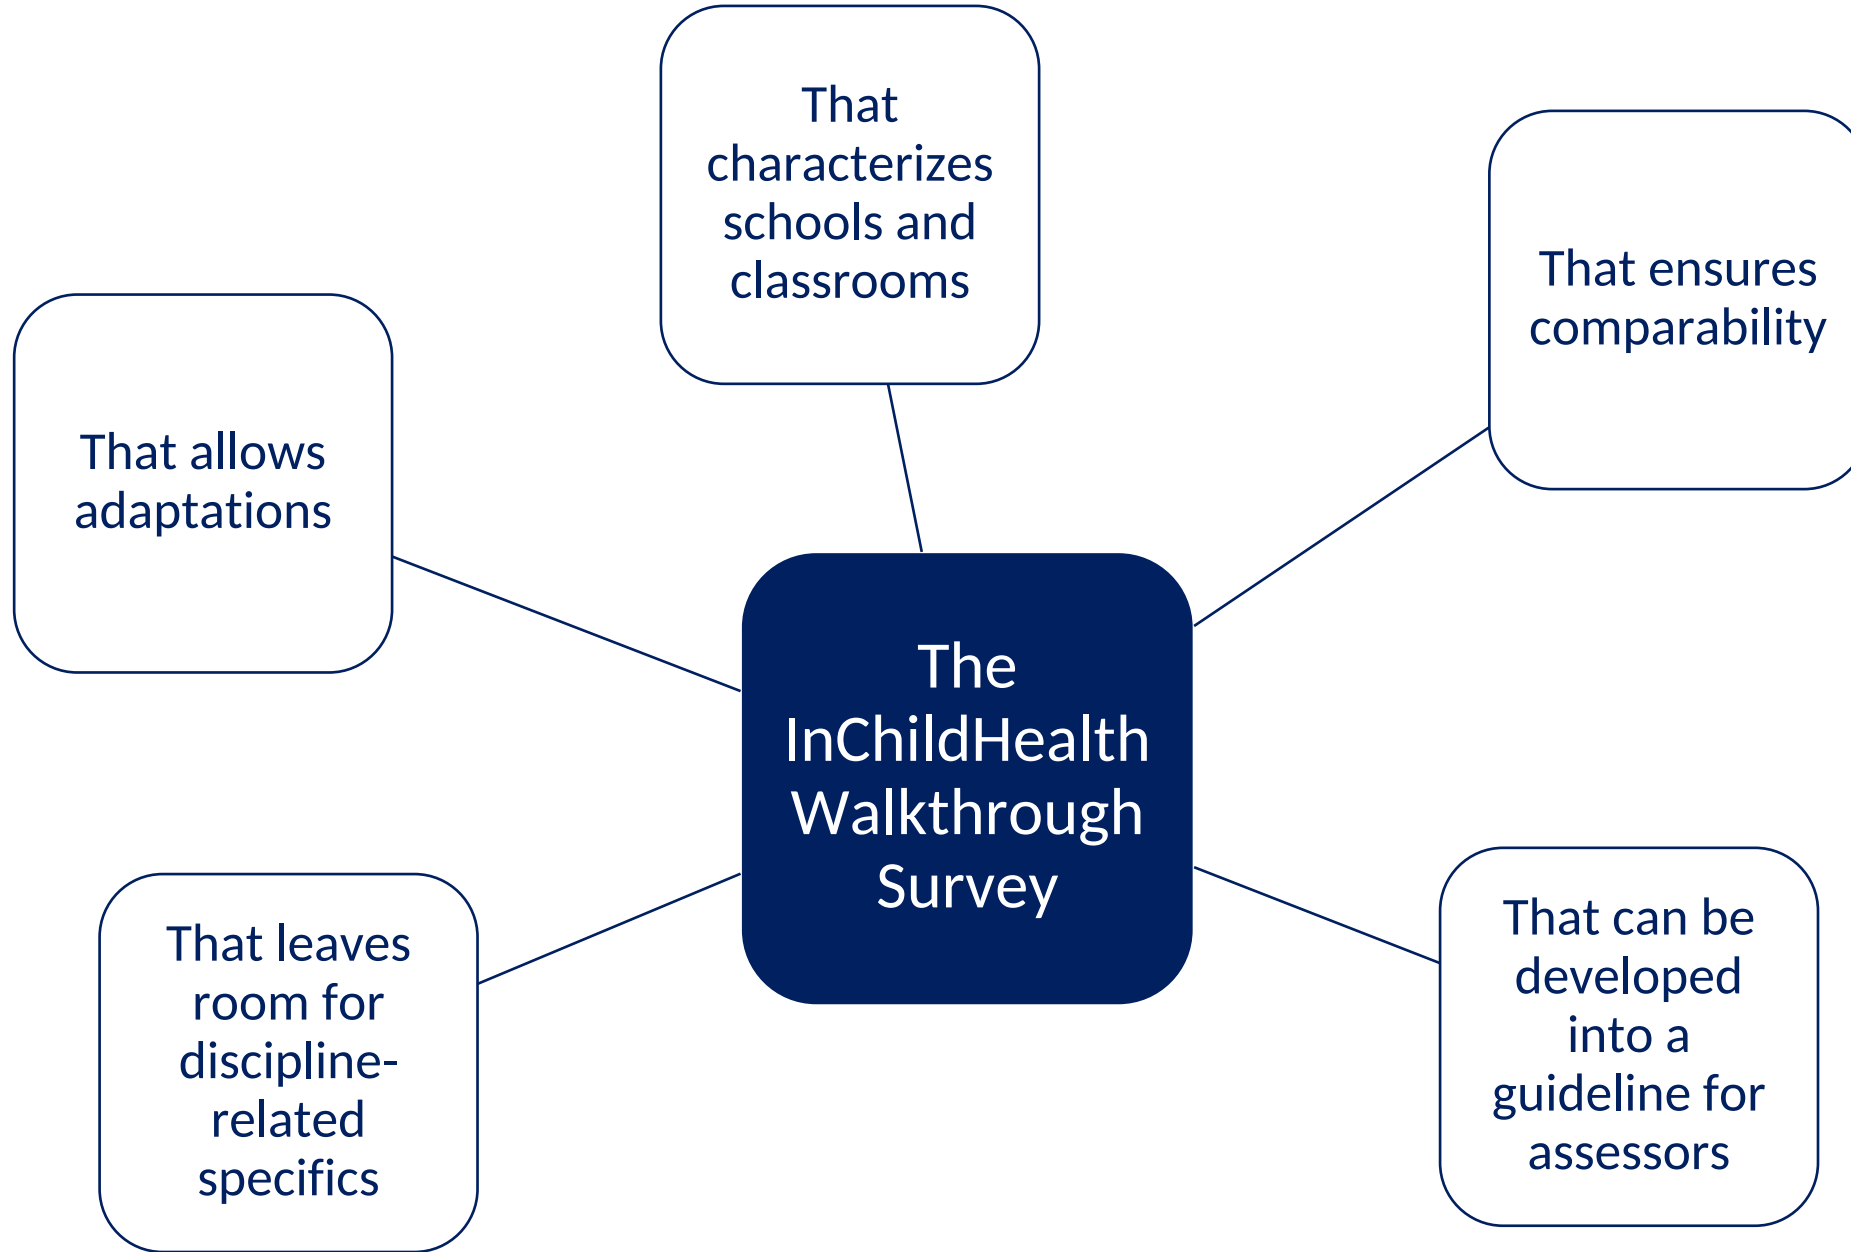 That
characterizes
schools and
classrooms
That ensures
comparability
That allows
adaptations
The
InChildHealth
Walkthrough
Survey
That leaves
room for
discipline-
related
specifics
That can be
developed
into a
guideline for
assessors